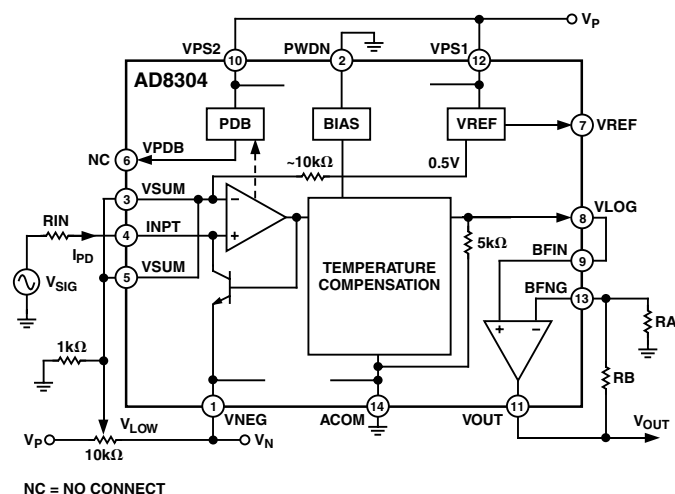 VP
VPS2
PWDN
VPS1
10
2
12
AD8304
PDB
BIAS
VREF
7
VREF
NC
6
VPDB
~10kΩ
0.5V
3
VSUM
−
VLOG
8
RIN
4
INPT
+
IPD
5kΩ
VSIG
5
VSUM
TEMPERATURE
COMPENSATION
BFIN
9
BFNG
13
+
−
RA
1kΩ
RB
1
VNEG
ACOM
14
VOUT
11
VLOW
VOUT
VP
10kΩ
VN
NC = NO CONNECT